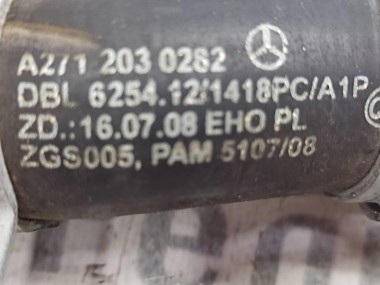 A271 203 0282
DBL 6254.12/1418PC/A1P
ZD.:16.07.08 EHO PL
ZGS005, PAM 5107/08